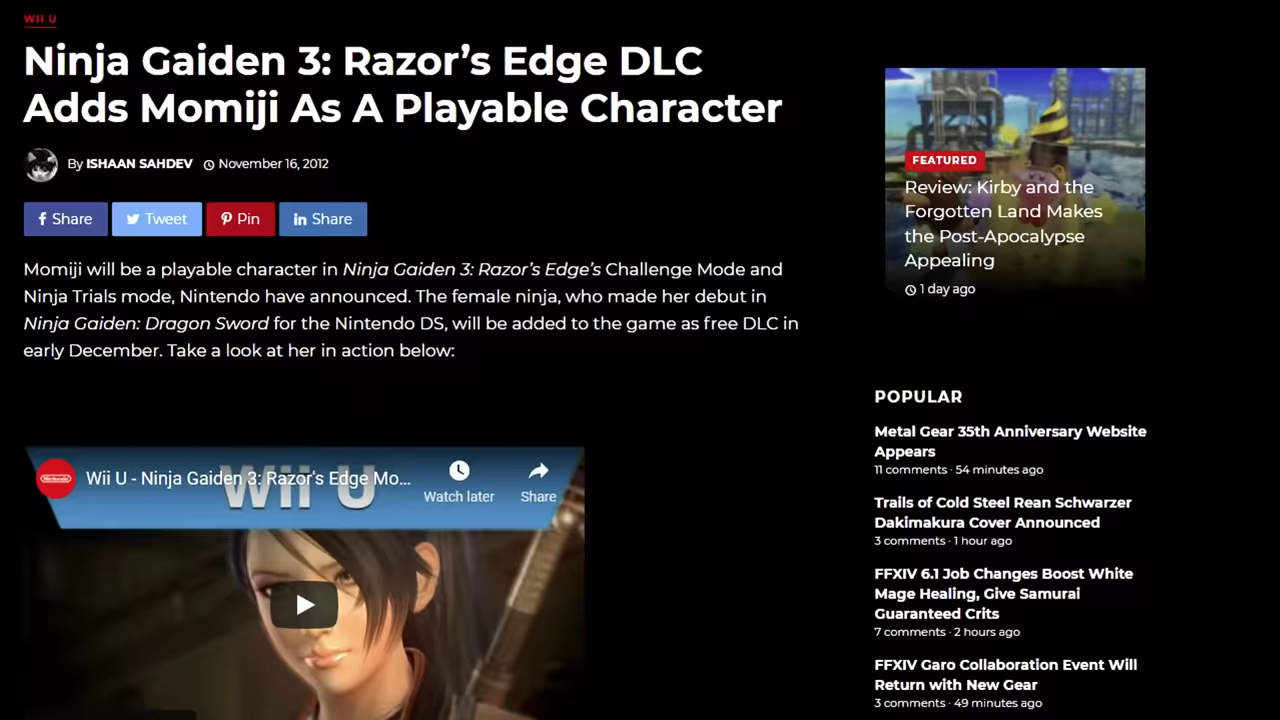 WII U
Ninja Gaiden 3: Razor's Edge DLC
Adds Momiji As A Playable Character
By ISHAAN SAHDEV November 16, 2012
Share Tweet Pin Share
Momiji will be a playable character in Ninja Gaiden 3: Razor's Edge's Challenge Mode and
Ninja Trials mode, Nintendo have announced. The female ninja, who made her debut in
Ninja Gaiden: Dragon Sword for the Nintendo DS, will be added to the game as free DLC in
early December. Take a look at her in action below:
Nintendo
Wii U - Ninja Gaiden 3: Razor's Edge Mo...
Wii U
Watch later
Share
FEATURED
Review: Kirby and the
Forgotten Land Makes
the Post-Apocalypse
Appealing
1 day ago
POPULAR
Metal Gear 35th Anniversary Website
Appears
11 comments · 54 minutes ago
Trails of Cold Steel Rean Schwarzer
Dakimakura Cover Announced
3 comments · 1 hour ago
FFXIV 6.1 Job Changes Boost White
Mage Healing, Give Samurai
Guaranteed Crits
7 comments · 2 hours ago
FFXIV Garo Collaboration Event Will
Return with New Gear
3 comments · 49 minutes ago